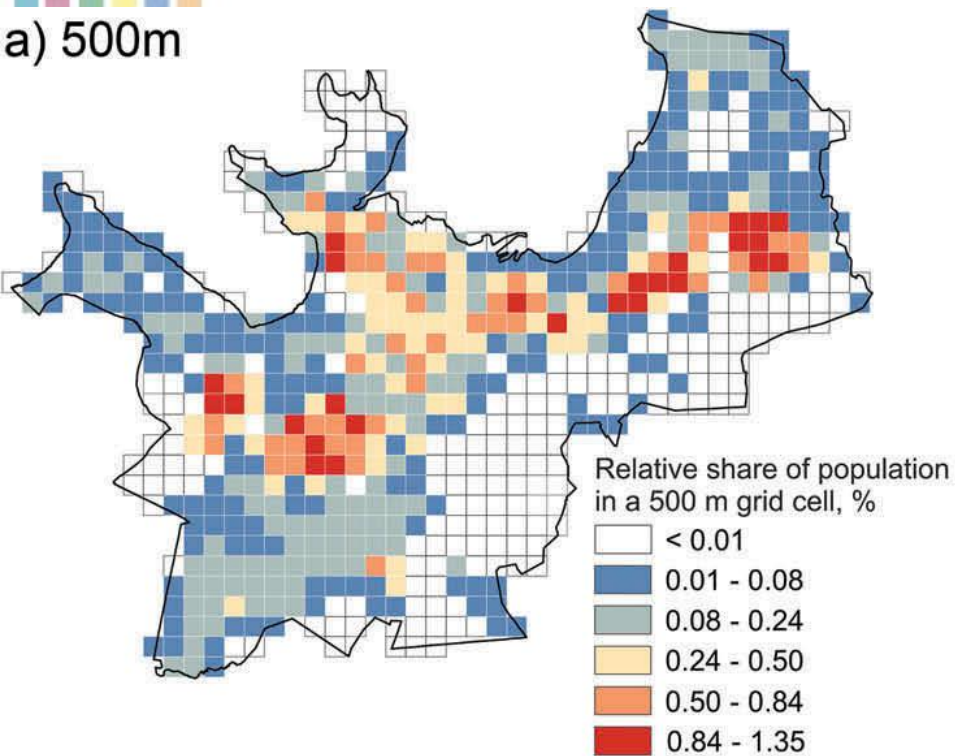 a) 500m
Relative share of population
in a 500 m grid cell, %
< 0.01
0.01 - 0.08
0.08 - 0.24
0.24 - 0.50
0.50 - 0.84
0.84 - 1.35